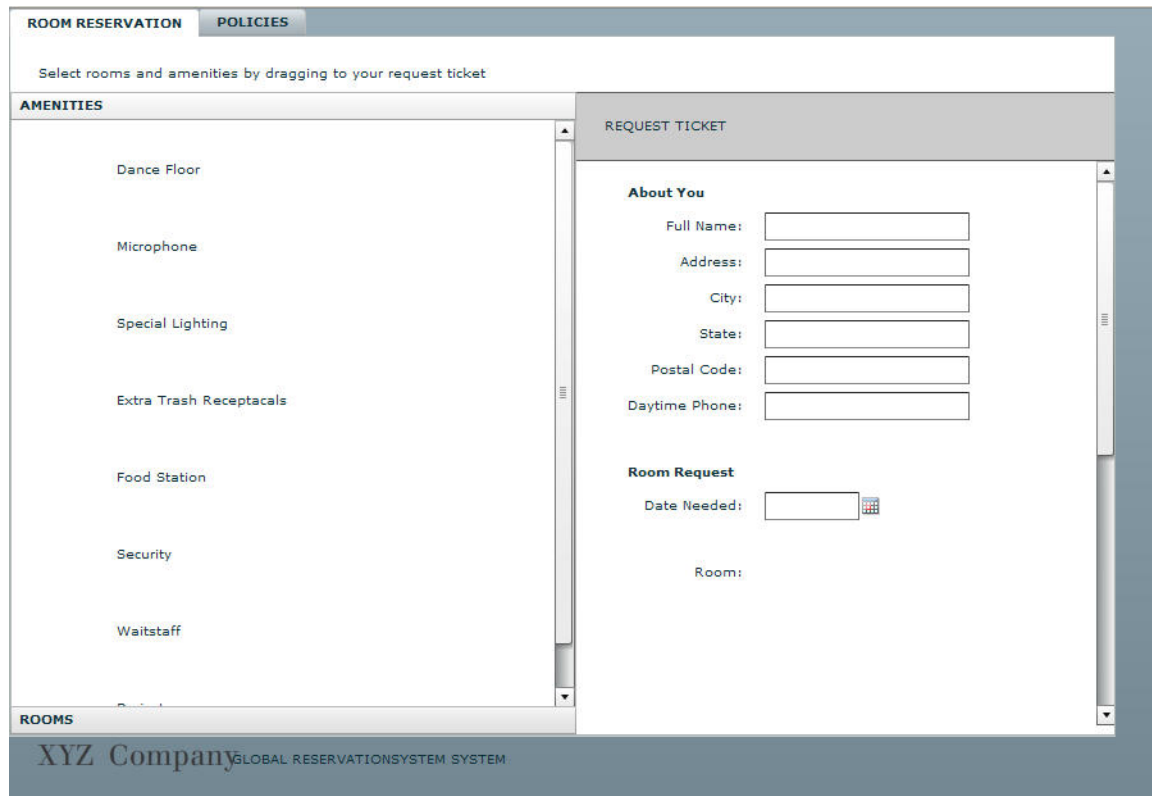 ROOM RESERVATION
POLICIES
Select rooms and amenities by dragging to your request ticket
AMENITIES
Dance Floor
Microphone
Special Lighting
Extra Trash Receptacals
Food Station
Security
Waitstaff
ROOMS
REQUEST TICKET
About You
Full Name:
Address:
City:
State:
Postal Code:
Daytime Phone:
Room Request
Date Needed:
Room:
XYZ Company GLOBAL RESERVATIONSYSTEM SYSTEM